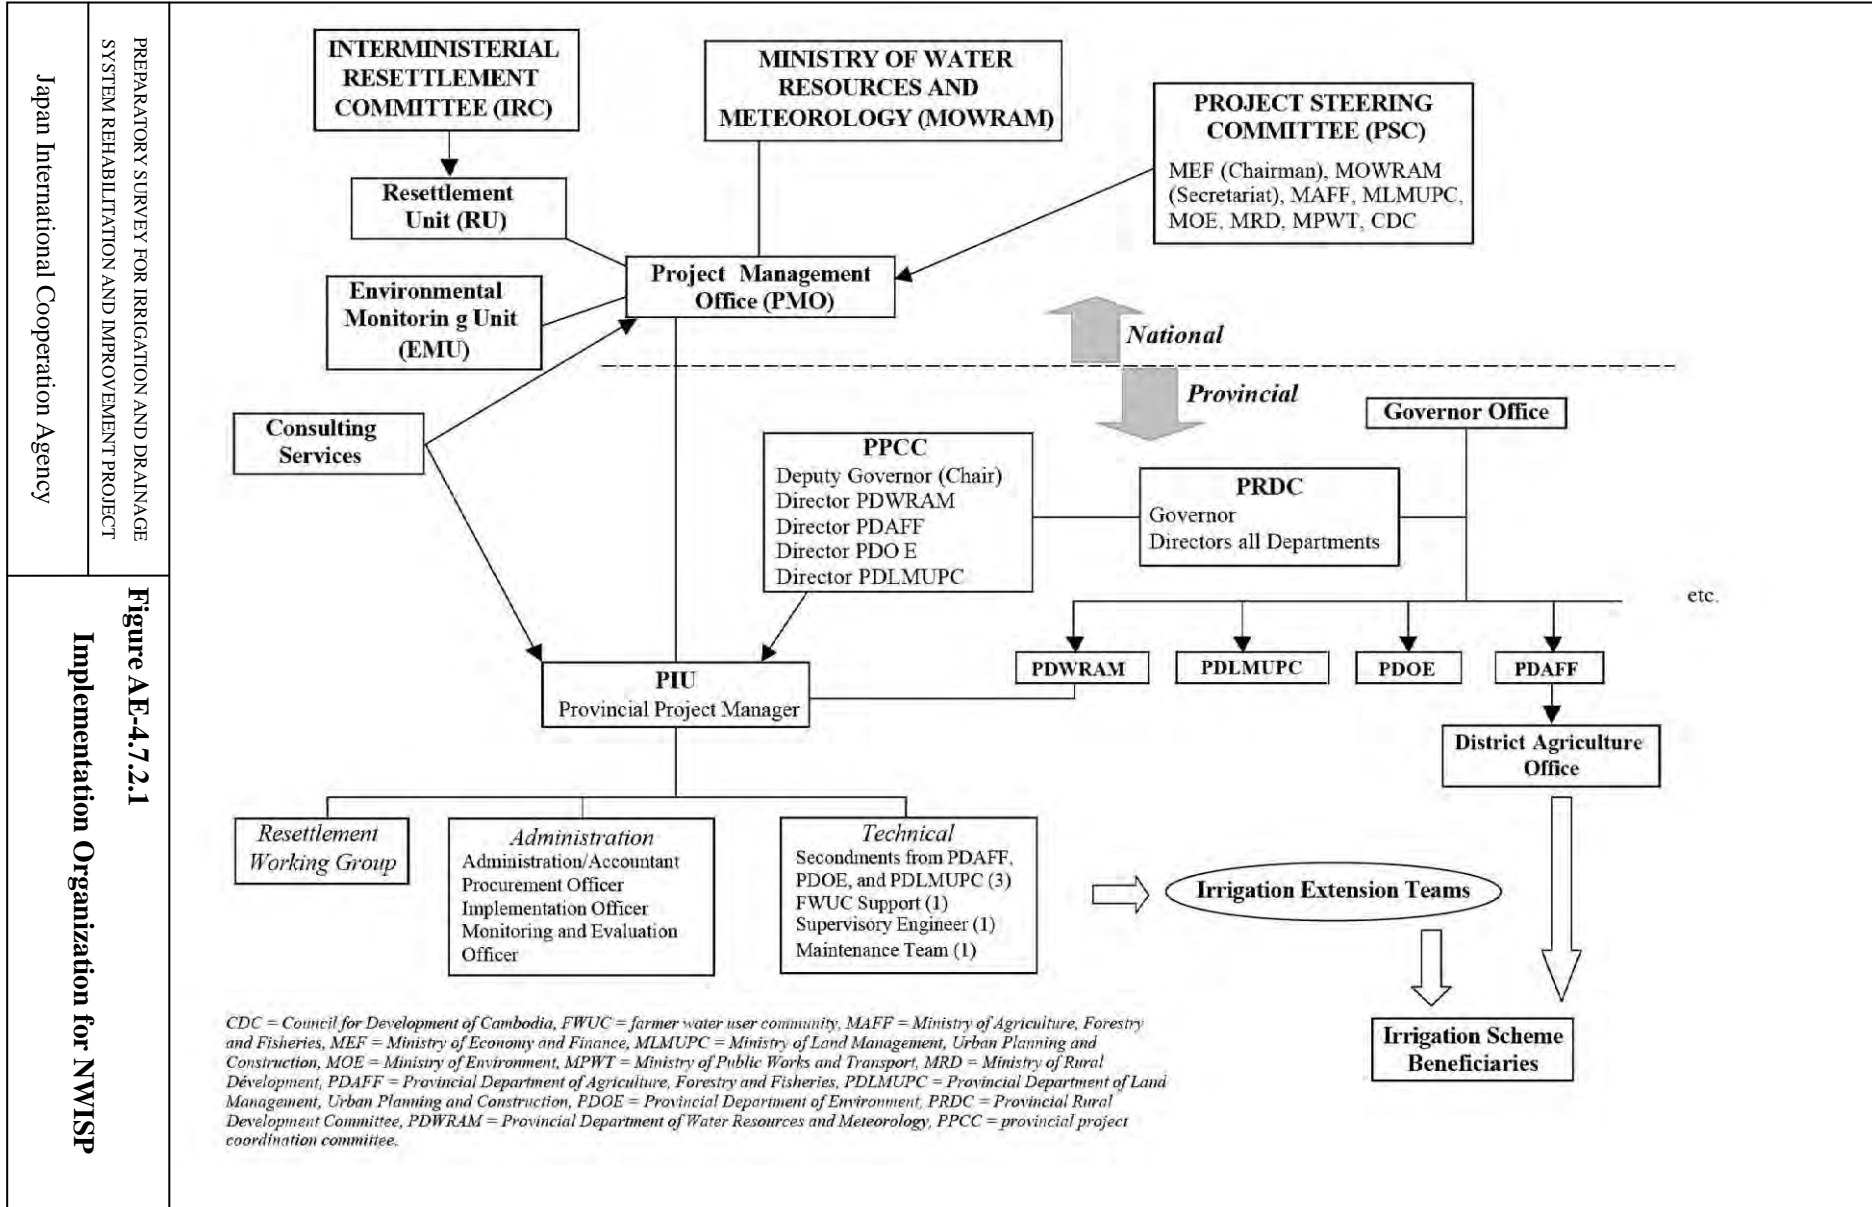 PREPARATORY SURVEY FOR IRRIGATION AND DRAINAGE
SYSTEM REHABILITATION AND IMPROVEMENT PROJECT
Japan International Cooperation Agency
Figure AE-4.7.2.1
Implementation Organization for NWISP
INTERMINISTERIAL
RESETTLEMENT
COMMITTEE (IRC)
MINISTRY OF WATER
RESOURCES AND
METEOROLOGY (MOWRAM)
PROJECT STEERING
COMMITTEE (PSC)
MEF (Chairman), MOWRAM
(Secretariat), MAFF, MLMUPC,
MOE, MRD, MPWT, CDC
Resettlement
Unit (RU)
Project Management
Office (PMO)
Environmental
Monitorin g Unit
(EMU)
National
Provincial
Consulting
Services
Governor Office
PPCC
Deputy Governor (Chair)
Director PDWRAM
Director PDAFF
Director PDO E
Director PDLMUPC
PRDC
Governor
Directors all Departments
etc.
PDWRAM
PDLMUPC
PDOE
PDAFF
PIU
Provincial Project Manager
District Agriculture
Office
Resettlement
Working Group
Administration
Administration/Accountant
Procurement Officer
Implementation Officer
Monitoring and Evaluation
Officer
Technical
Secondments from PDAFF,
PDOE, and PDLMUPC (3)
FWUC Support (1)
Supervisory Engineer (1)
Maintenance Team (1)
Irrigation Extension Teams
Irrigation Scheme
Beneficiaries
CDC = Council for Development of Cambodia, FWUC = farmer water user community, MAFF = Ministry of Agriculture, Forestry
and Fisheries, MEF = Ministry of Economy and Finance, MLMUPC = Ministry of Land Management, Urban Planning and
Construction, MOE = Ministry of Environment, MPWT = Ministry of Public Works and Transport, MRD = Ministry of Rural
Development, PDAFF = Provincial Department of Agriculture, Forestry and Fisheries, PDLMUPC = Provincial Department of Land
Management, Urban Planning and Construction, PDOE = Provincial Department of Environment, PRDC = Provincial Rural
Development Committee, PDWRAM = Provincial Department of Water Resources and Meteorology, PPCC = provincial project
coordination committee.